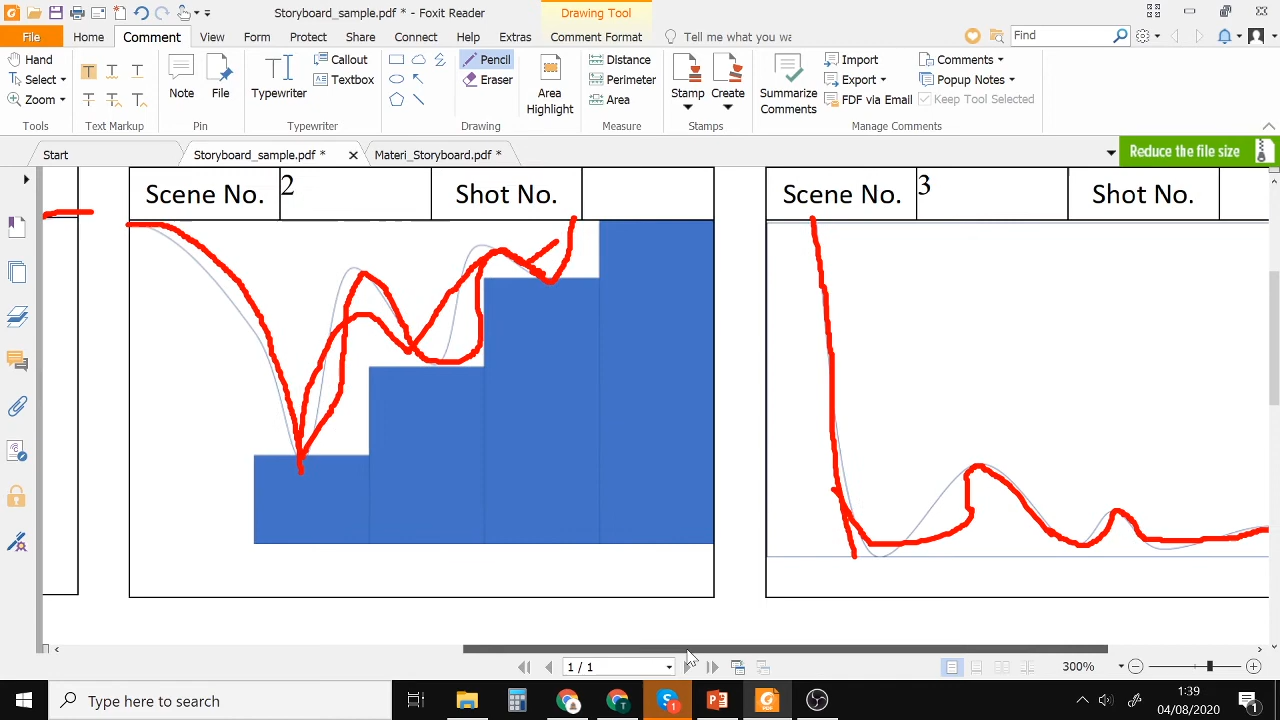 Storyboard_sample.pdf * - Foxit Reader
Drawing Tool
File
Home
Comment
View
Form
Protect
Share
Connect
Help
Extras
Comment Format
Tell me what you wa
Find
Hand
Select
Zoom
Tools
Text Markup
Note
File
Pin
Typewriter
Callout
Textbox
Typewriter
Pencil
Eraser
Drawing
Area Highlight
Distance
Perimeter
Area
Measure
Stamp
Create
Stamps
Summarize Comments
Import
Export
FDF via Email
Comments
Popup Notes
Keep Tool Selected
Manage Comments
Start
Storyboard_sample.pdf *
Materi_Storyboard.pdf *
Reduce the file size
Scene No.
2
Shot No.
Scene No.
3
Shot No.
1 / 1
300%
Type here to search
1
1:39
04/08/2020
1